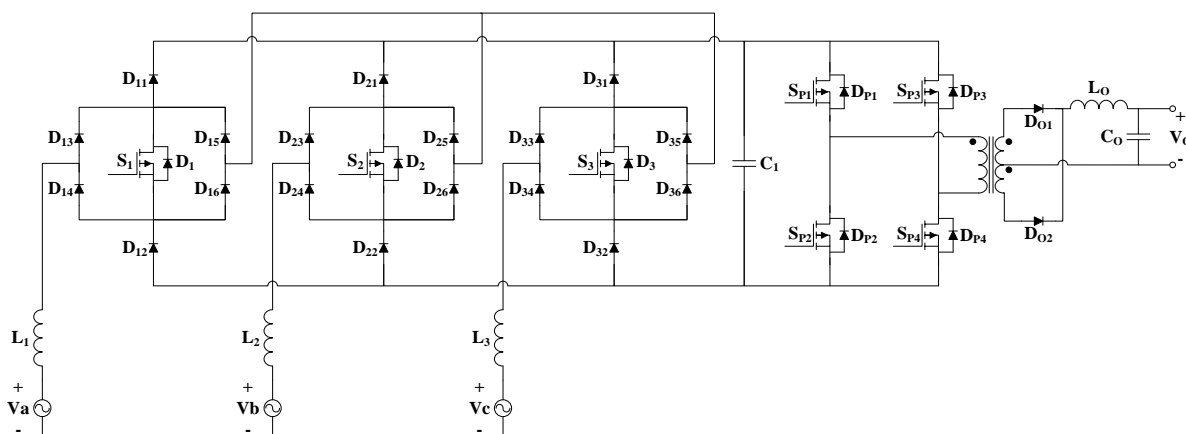 D11
D21
D31
SP1
DP1
SP3
DP3
LO
DO1
+
CO
VO
-
D13
D15
S1
D1
D14
D16
D23
D25
S2
D2
D24
D26
D33
D35
S3
D3
D34
D36
C1
D12
D22
D32
SP2
DP2
SP4
DP4
DO2
L1
L2
L3
+
Va
-
+
Vb
-
+
Vc
-